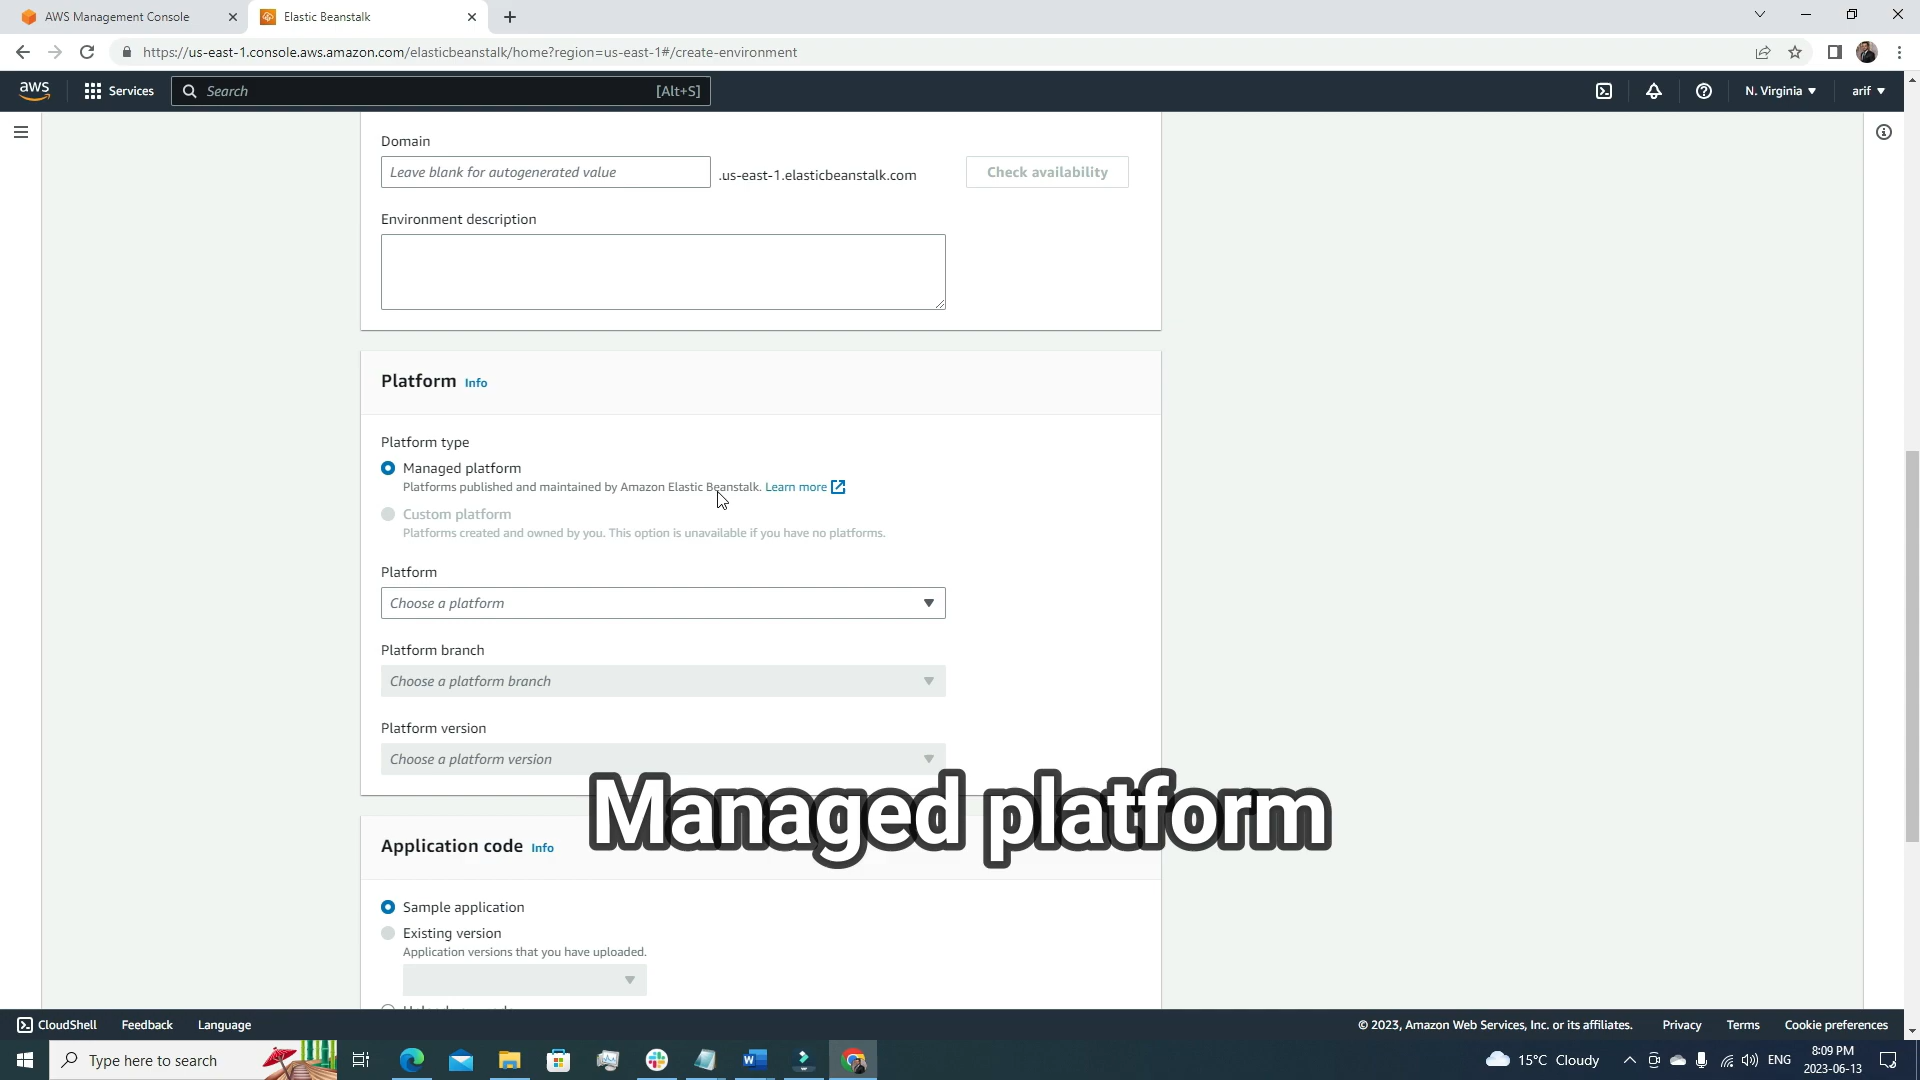 AWS Management Console
Elastic Beanstalk
https://us-east-1.console.aws.amazon.com/elasticbeanstalk/home?region=us-east-1#/create-environment
aws
Services
Search
[Alt+S]
N. Virginia
arif
Domain
Leave blank for autogenerated value
.us-east-1.elasticbeanstalk.com
Check availability
Environment description
Platform Info
Platform type
Managed platform
Platforms published and maintained by Amazon Elastic Beanstalk. Learn more
Custom platform
Platforms created and owned by you. This option is unavailable if you have no platforms.
Platform
Choose a platform
Platform branch
Choose a platform branch
Platform version
Choose a platform version
Managed platform
Application code Info
Sample application
Existing version
Application versions that you have uploaded.
CloudShell
Feedback
Language
© 2023, Amazon Web Services, Inc. or its affiliates.
Privacy
Terms
Cookie preferences
Type here to search
15°C Cloudy
ENG
8:09 PM
2023-06-13